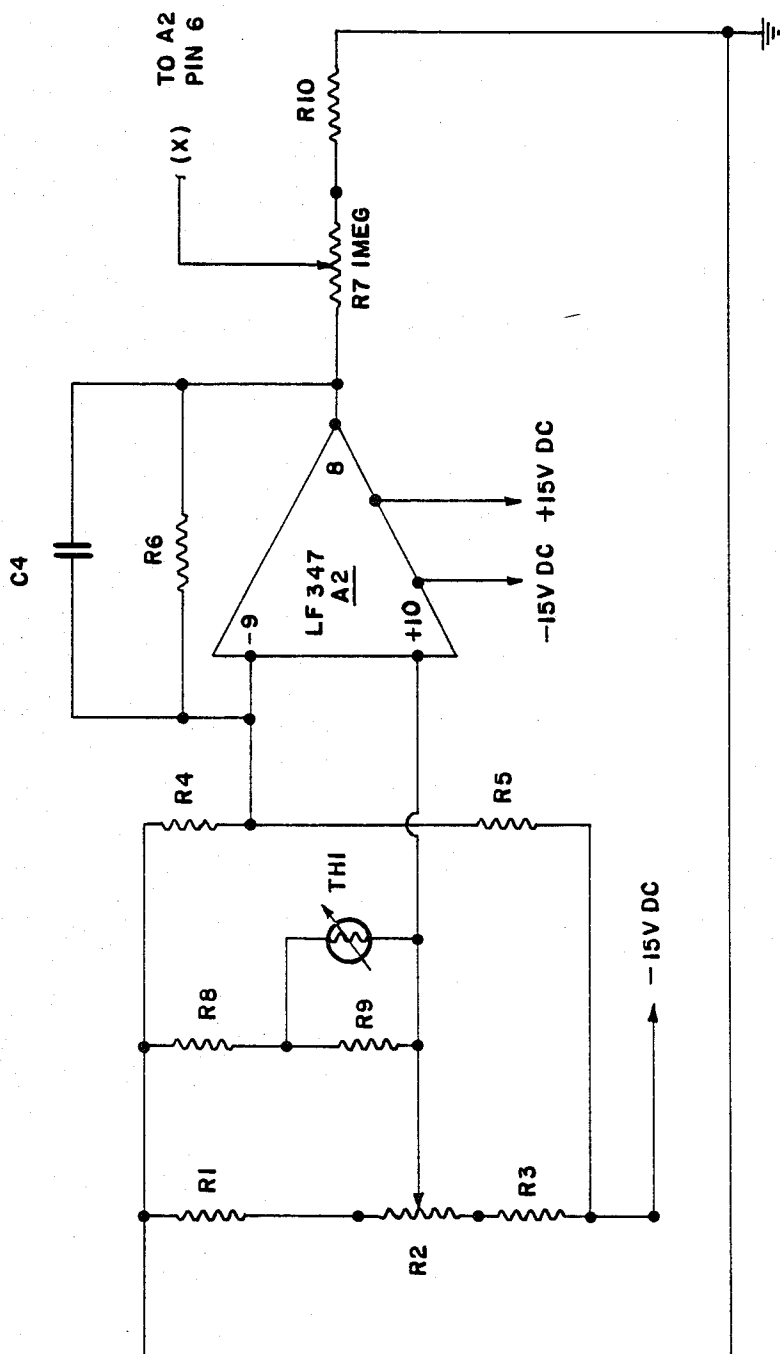 C4
R6
R4
R8
TH1
R9
R1
R2
R3
R5
-15V DC
-9
+10
LF 347
A2
8
-15V DC
+15V DC
R7 1MEG
R10
(X)
TO A2
PIN 6